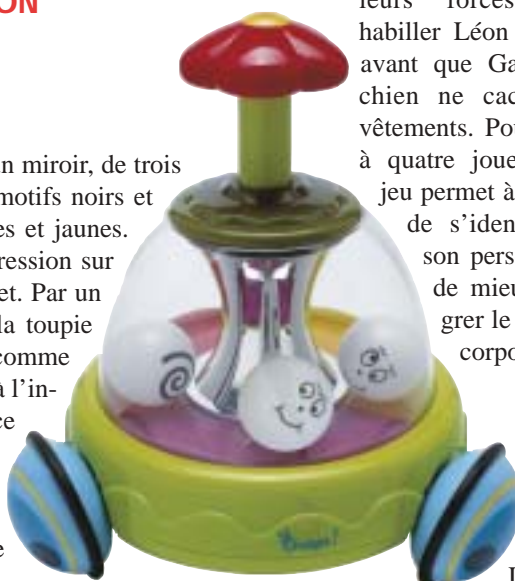 ON
un miroir, de trois
motifs noirs et
es et jaunes.
ression sur
et. Par un
la toupie
comme
à l'in-
ce
e
leurs forces
habiller Léon
avant que Ga
chien ne cac
vêtements. Pou
à quatre joue
jeu permet à
de s'iden
son pers
de mieu
grer le
corpo